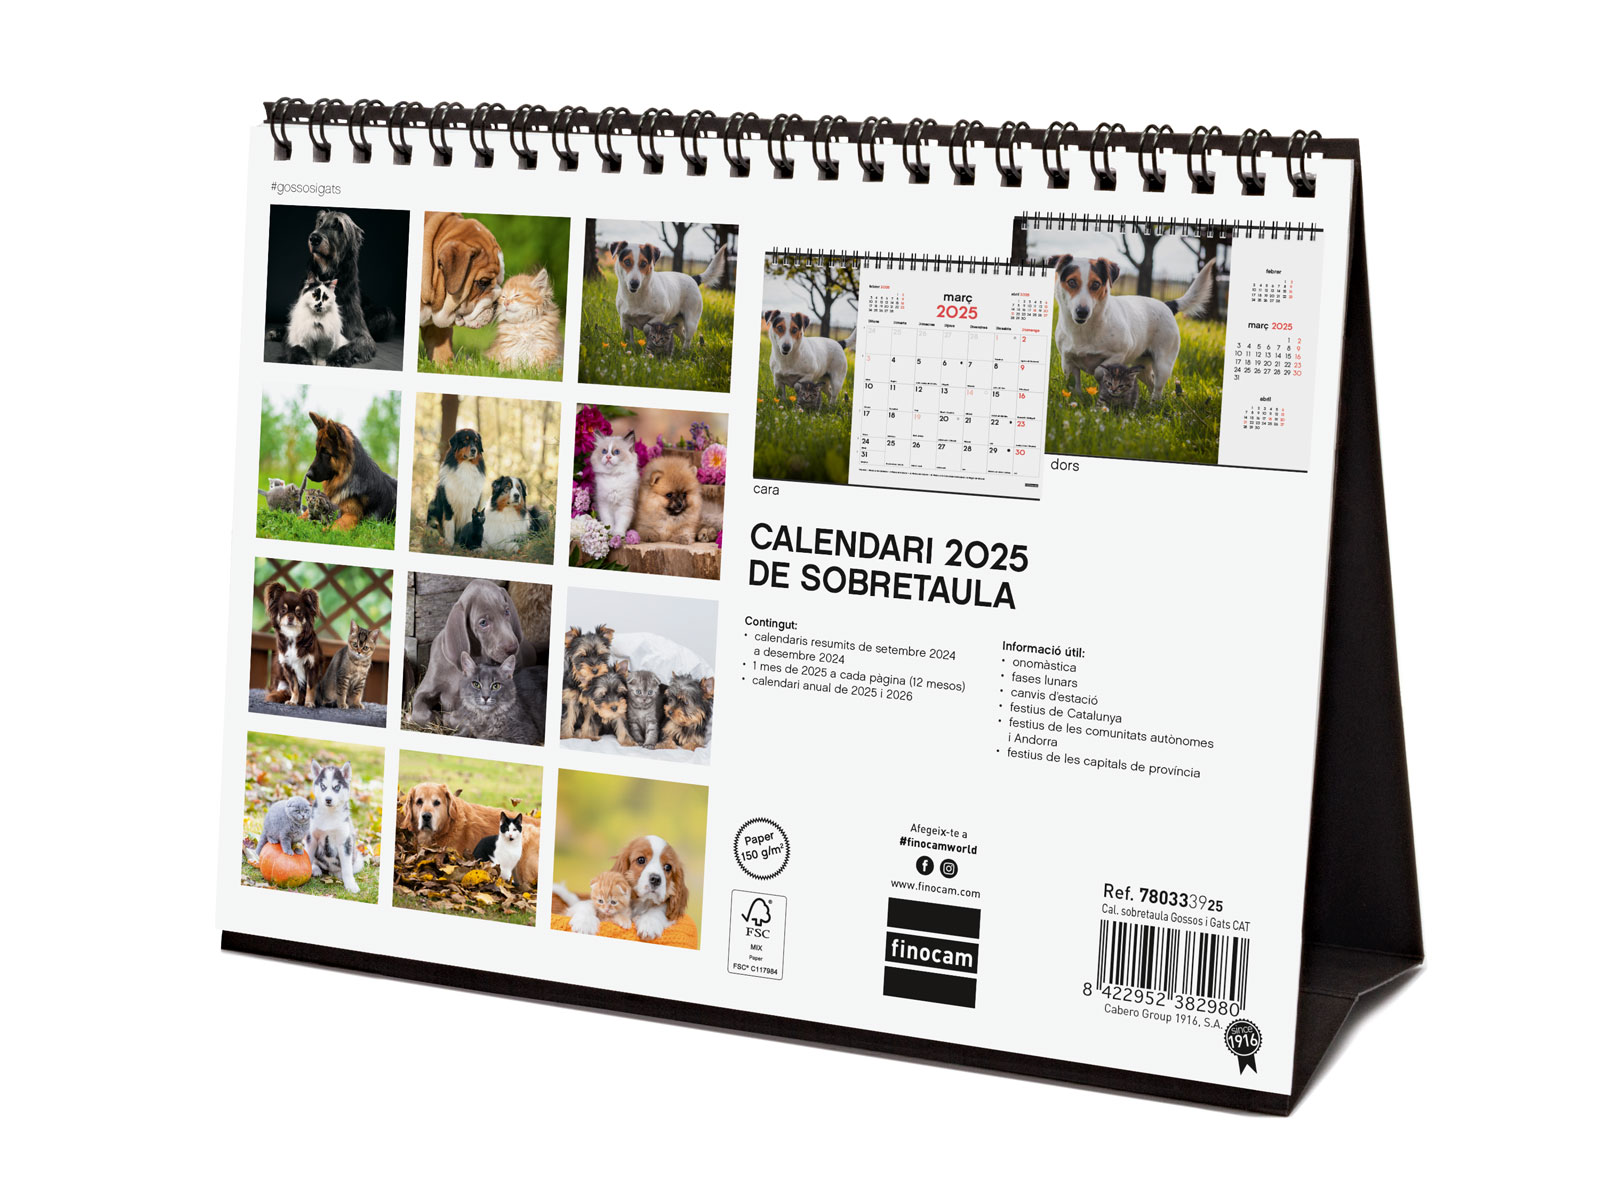 #gossosigats
març
2025
febrer
març 2025
abril
cara
dors
CALENDARI 2025
DE SOBRETAULA
Contingut:
• calendaris resumits de setembre 2024
a desembre 2024
• 1 mes de 2025 a cada pàgina (12 mesos)
• calendari anual de 2025 i 2026
Informació útil:
• onomàstica
• fases lunars
• canvis d'estació
• festius de Catalunya
• festius de les comunitats autònomes
i Andorra
• festius de les capitals de província
Paper
150 g/m²
FSC
MIX
Paper
FSC® C117984
Afegeix-te a
#finocamworld
www.finocam.com
finocam
Ref. 780333925
Cal. sobretaula Gossos i Gats CAT
8 422952 382980
Cabero Group 1916, S.A.
since
1916